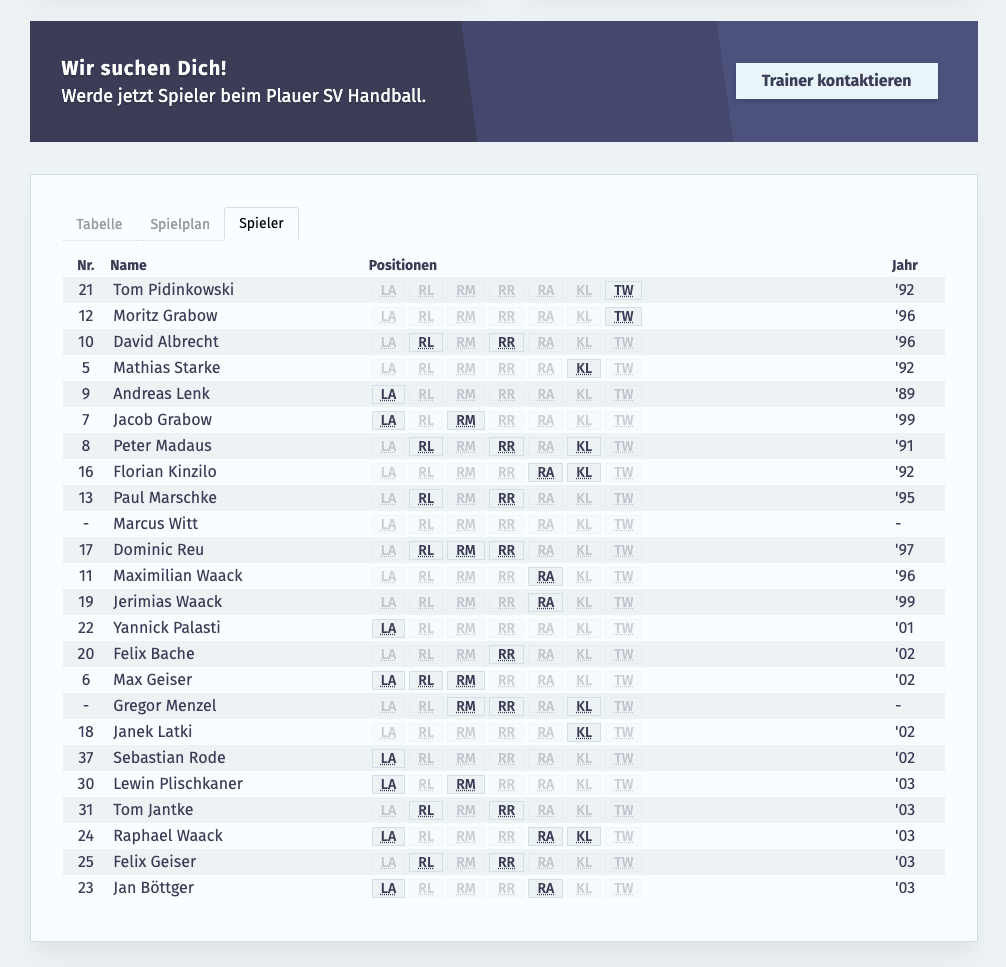 Wir suchen Dich!
Werde jetzt Spieler beim Plauer SV Handball.
Trainer kontaktieren
Tabelle Spielplan Spieler
Nr. Name Positionen Jahr
21 Tom Pidinkowski LA RL RM RR RA KL TW '92
12 Moritz Grabow LA RL RM RR RA KL TW '96
10 David Albrecht LA RL RM RR RA KL TW '96
5 Mathias Starke LA RL RM RR RA KL TW '92
9 Andreas Lenk LA RL RM RR RA KL TW '89
7 Jacob Grabow LA RL RM RR RA KL TW '99
8 Peter Madaus LA RL RM RR RA KL TW '91
16 Florian Kinzilo LA RL RM RR RA KL TW '92
13 Paul Marschke LA RL RM RR RA KL TW '95
- Marcus Witt LA RL RM RR RA KL TW -
17 Dominic Reu LA RL RM RR RA KL TW '97
11 Maximilian Waack LA RL RM RR RA KL TW '96
19 Jerimias Waack LA RL RM RR RA KL TW '99
22 Yannick Palasti LA RL RM RR RA KL TW '01
20 Felix Bache LA RL RM RR RA KL TW '02
6 Max Geiser LA RL RM RR RA KL TW '02
- Gregor Menzel LA RL RM RR RA KL TW -
18 Janek Latki LA RL RM RR RA KL TW '02
37 Sebastian Rode LA RL RM RR RA KL TW '02
30 Lewin Plischkaner LA RL RM RR RA KL TW '03
31 Tom Jantke LA RL RM RR RA KL TW '03
24 Raphael Waack LA RL RM RR RA KL TW '03
25 Felix Geiser LA RL RM RR RA KL TW '03
23 Jan Böttger LA RL RM RR RA KL TW '03